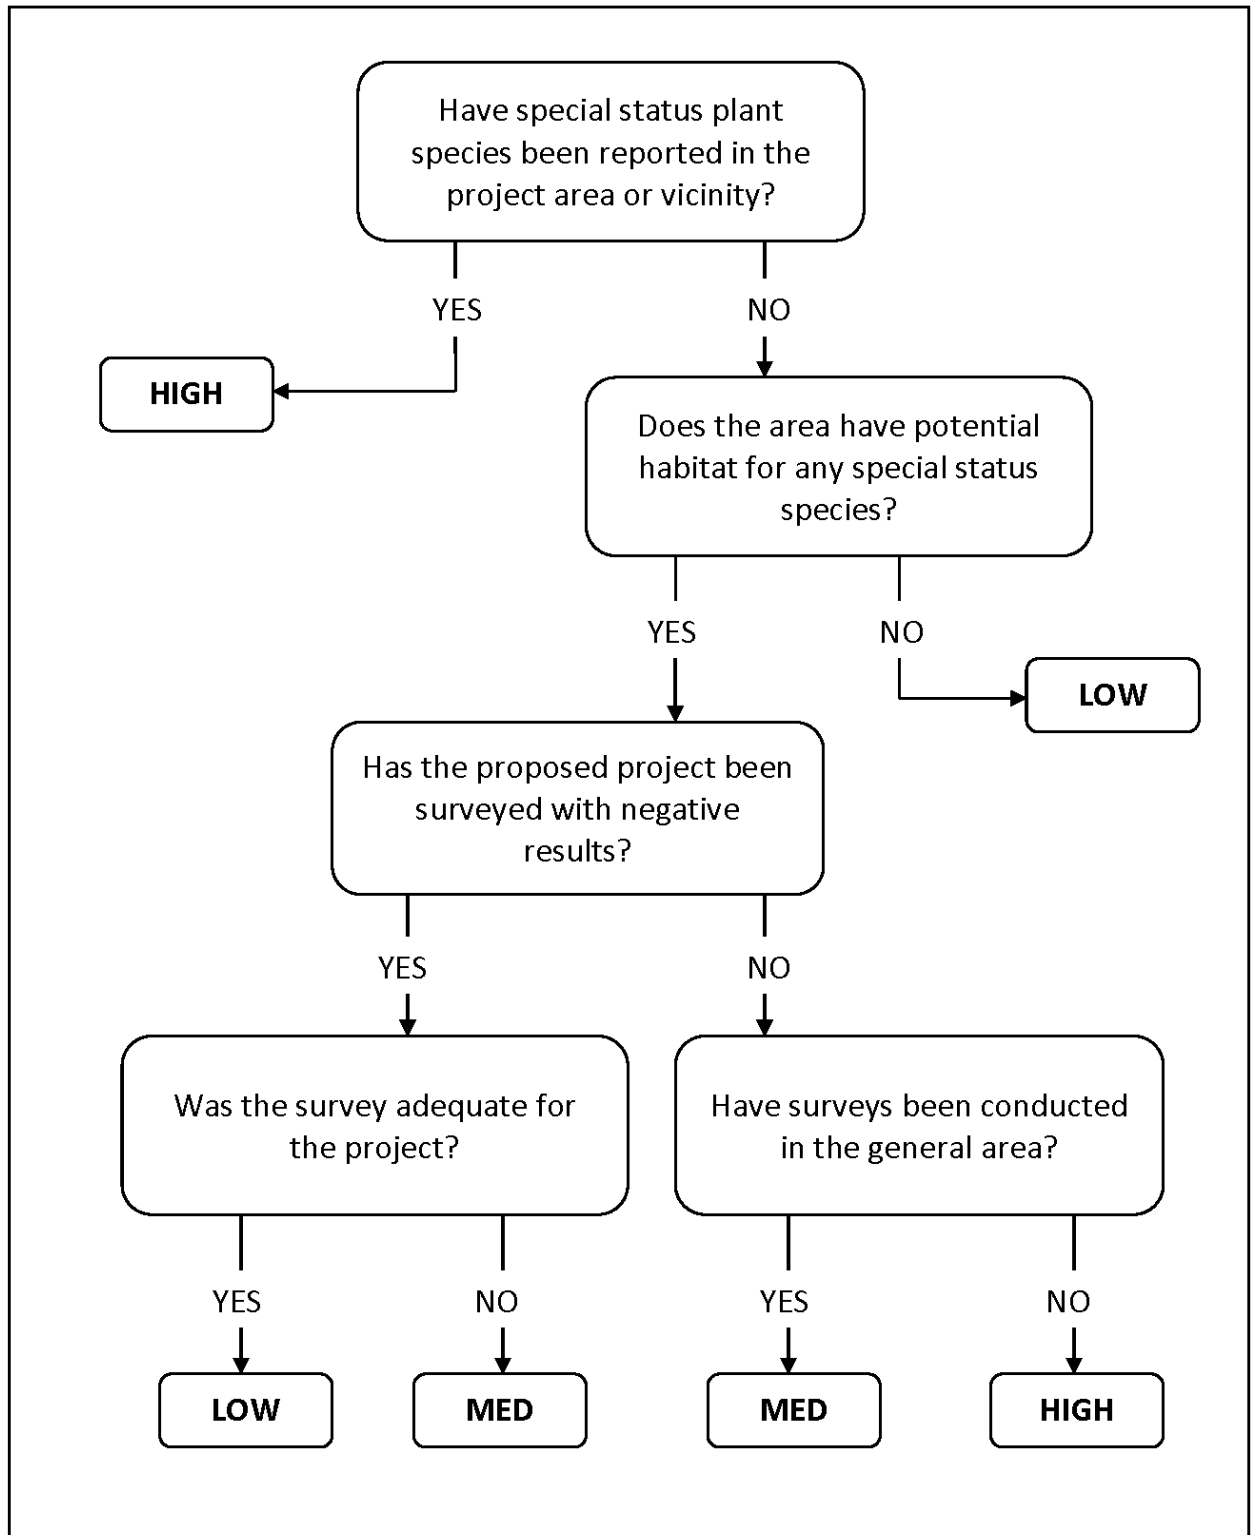 Have special status plant
species been reported in the
project area or vicinity?
YES
NO
HIGH
Does the area have potential
habitat for any special status
species?
YES
NO
LOW
Has the proposed project been
surveyed with negative
results?
YES
NO
Was the survey adequate for
the project?
Have surveys been conducted
in the general area?
YES
NO
YES
NO
LOW
MED
MED
HIGH